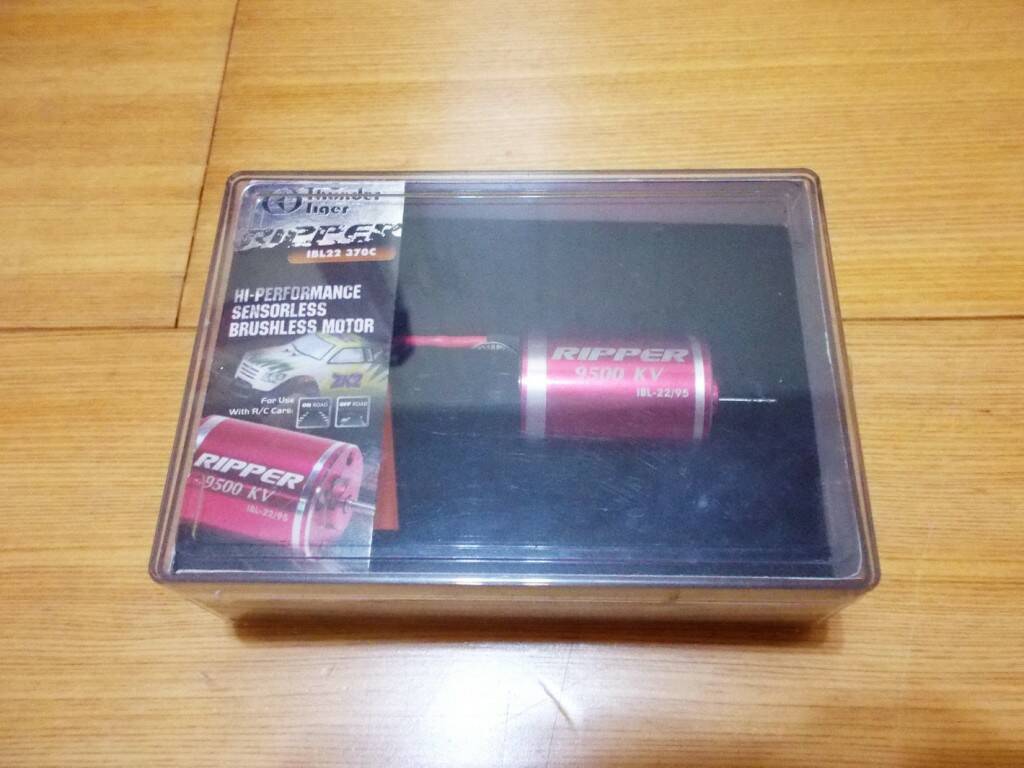 Thunder
Tiger
RIPPER
IBL22 370C
HI-PERFORMANCE
SENSORLESS
BRUSHLESS MOTOR
ZK2
For Use
With R/C Cars:
ON ROAD
OFF ROAD
RIPPER
9500 KV
IBL-22/95
RIPPER
9500 KV
IBL-22/95